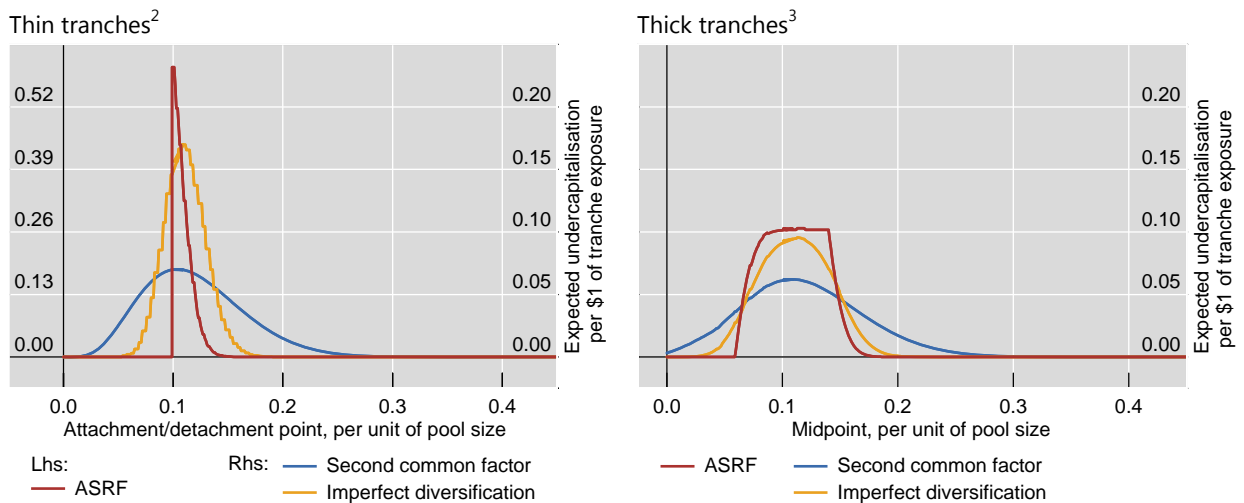 Thin tranches2
0.52
0.39
0.26
0.13
0.00
0.20
0.15
0.10
0.05
0.00
Expected undercapitalisation
per $1 of tranche exposure
0.0 0.1 0.2 0.3 0.4
Attachment/detachment point, per unit of pool size
Lhs:
ASRF
Rhs:
Second common factor
Imperfect diversification
Thick tranches3
0.20
0.15
0.10
0.05
0.00
Expected undercapitalisation
per $1 of tranche exposure
0.0 0.1 0.2 0.3 0.4
Midpoint, per unit of pool size
ASRF
Second common factor
Imperfect diversification